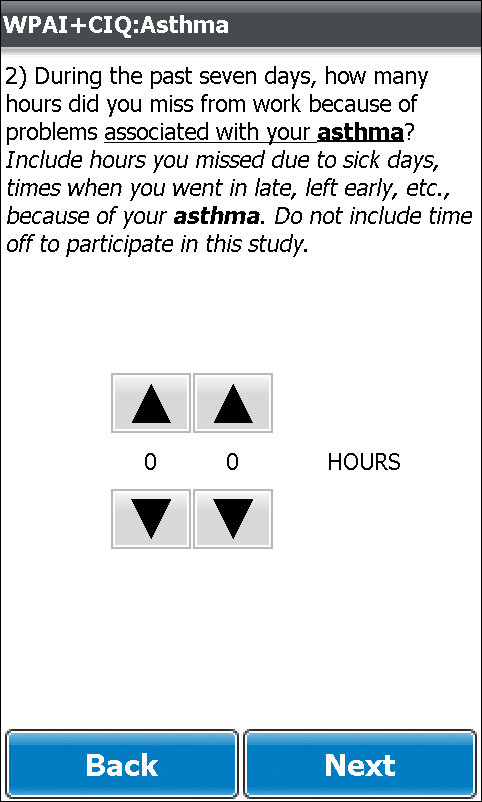 WPAI+CIQ:Asthma
2) During the past seven days, how many
hours did you miss from work because of
problems associated with your asthma?
Include hours you missed due to sick days,
times when you went in late, left early, etc.,
because of your asthma. Do not include time
off to participate in this study.
0 0 HOURS
Back Next